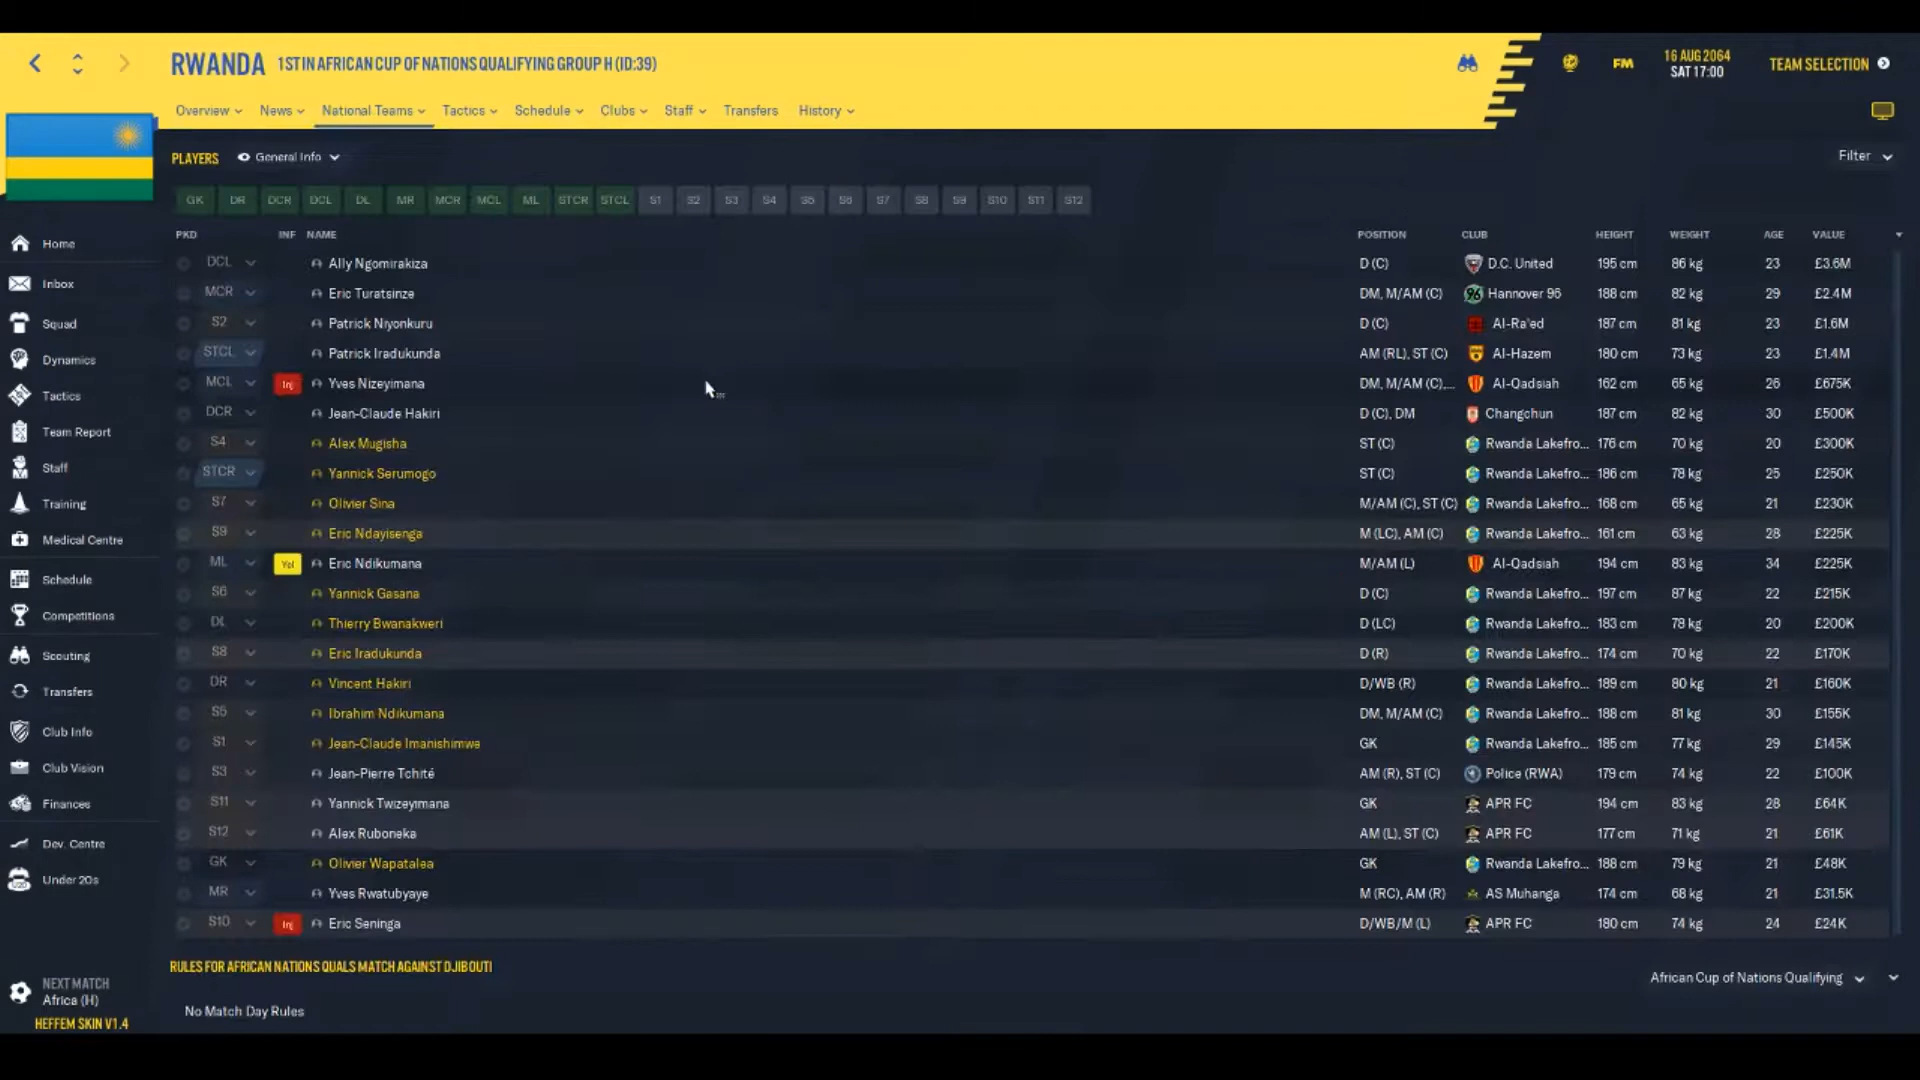 RWANDA 1ST IN AFRICAN CUP OF NATIONS QUALIFYING GROUP H (ID:39)
FM 16 AUG 2064 SAT 17:00 TEAM SELECTION
Overview News National Teams Tactics Schedule Clubs Staff Transfers History
PLAYERS General Info Filter
GK DR DCR DCL DL MR MCR MCL ML STCR STCL S1 S2 S3 S4 S5 S6 S7 S8 S9 S10 S11 S12
PKD INF NAME POSITION CLUB HEIGHT WEIGHT AGE VALUE
DCL Ally Ngomirakiza D (C) D.C. United 195 cm 86 kg 23 £3.6M
MCR Eric Turatsinze DM, M/AM (C) Hannover 96 188 cm 82 kg 29 £2.4M
S2 Patrick Niyonkuru D (C) Al-Ra'ed 187 cm 81 kg 23 £1.6M
STCL Patrick Iradukunda AM (RL), ST (C) Al-Hazem 180 cm 73 kg 23 £1.4M
MCL Inj Yves Nizeyimana DM, M/AM (C),... Al-Qadsiah 162 cm 65 kg 26 £675K
DCR Jean-Claude Hakiri D (C), DM Changchun 187 cm 82 kg 30 £500K
S4 Alex Mugisha ST (C) Rwanda Lakefro... 176 cm 70 kg 20 £300K
STCR Yannick Serumogo ST (C) Rwanda Lakefro... 186 cm 78 kg 25 £250K
S7 Olivier Sina M/AM (C), ST (C) Rwanda Lakefro... 168 cm 65 kg 21 £230K
S9 Eric Ndayisenga M (LC), AM (C) Rwanda Lakefro... 161 cm 63 kg 28 £225K
ML Yel Eric Ndikumana M/AM (L) Al-Qadsiah 194 cm 83 kg 34 £225K
S6 Yannick Gasana D (C) Rwanda Lakefro... 197 cm 87 kg 22 £215K
DL Thierry Bwanakweri D (LC) Rwanda Lakefro... 183 cm 78 kg 20 £200K
S8 Eric Iradukunda D (R) Rwanda Lakefro... 174 cm 70 kg 22 £170K
DR Vincent Hakiri D/WB (R) Rwanda Lakefro... 189 cm 80 kg 21 £160K
S5 Ibrahim Ndikumana DM, M/AM (C) Rwanda Lakefro... 188 cm 81 kg 30 £155K
S1 Jean-Claude Imanishimwe GK Rwanda Lakefro... 185 cm 77 kg 29 £145K
S3 Jean-Pierre Tchité AM (R), ST (C) Police (RWA) 179 cm 74 kg 22 £100K
S11 Yannick Twizeyimana GK APR FC 194 cm 83 kg 28 £64K
S12 Alex Ruboneka AM (L), ST (C) APR FC 177 cm 71 kg 21 £61K
GK Olivier Wapatalea GK Rwanda Lakefro... 188 cm 79 kg 21 £48K
MR Yves Rwatubyaye M (RC), AM (R) AS Muhanga 174 cm 68 kg 21 £31.5K
S10 Inj Eric Seninga D/WB/M (L) APR FC 180 cm 74 kg 24 £24K
RULES FOR AFRICAN NATIONS QUALS MATCH AGAINST DJIBOUTI
African Cup of Nations Qualifying
No Match Day Rules
Home
Inbox
Squad
Dynamics
Tactics
Team Report
Staff
Training
Medical Centre
Schedule
Competitions
Scouting
Transfers
Club Info
Club Vision
Finances
Dev. Centre
Under 20s
NEXT MATCH
Africa (H)
HEFFEM SKIN V1.4